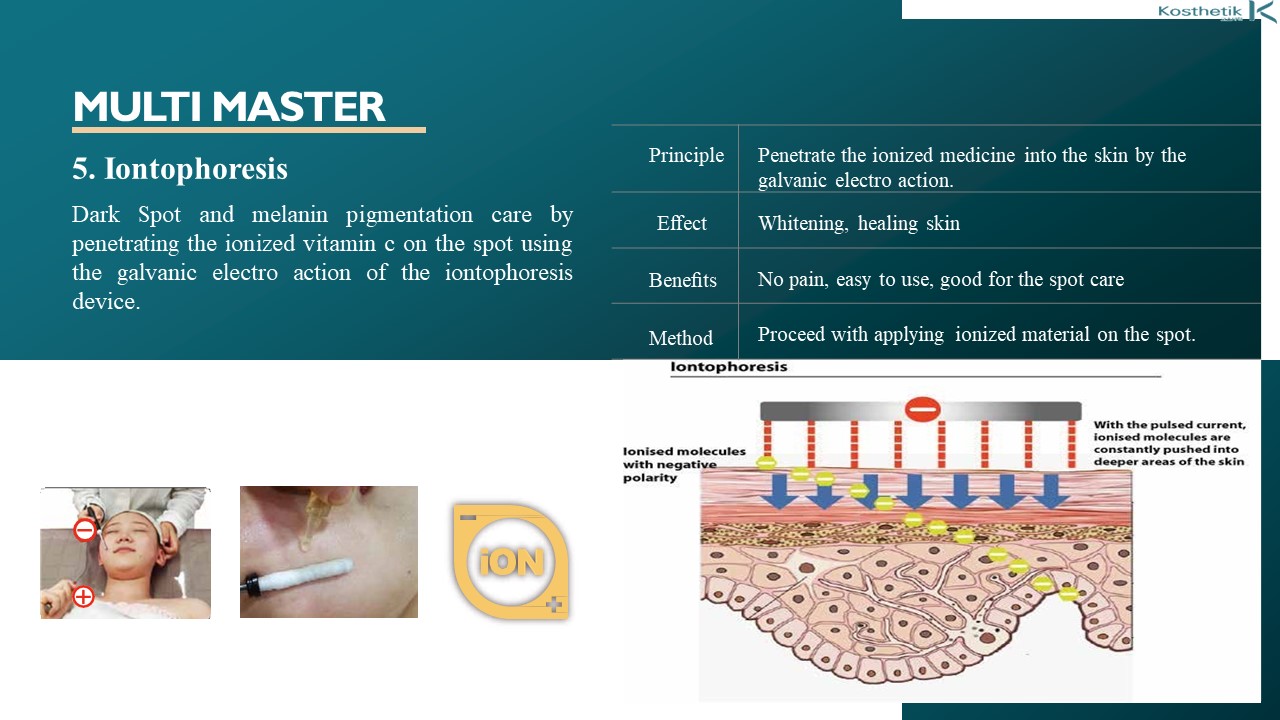 Kosthetik K
MULTI MASTER
5. Iontophoresis
Dark Spot and melanin pigmentation care by
penetrating the ionized vitamin c on the spot using
the galvanic electro action of the iontophoresis
device.
Principle
Penetrate the ionized medicine into the skin by the
galvanic electro action.
Effect
Whitening, healing skin
Benefits
No pain, easy to use, good for the spot care
Method
Proceed with applying ionized material on the spot.
Iontophoresis
Ionised molecules
with negative
polarity
With the pulsed current,
ionised molecules are
constantly pushed into
deeper areas of the skin
iON